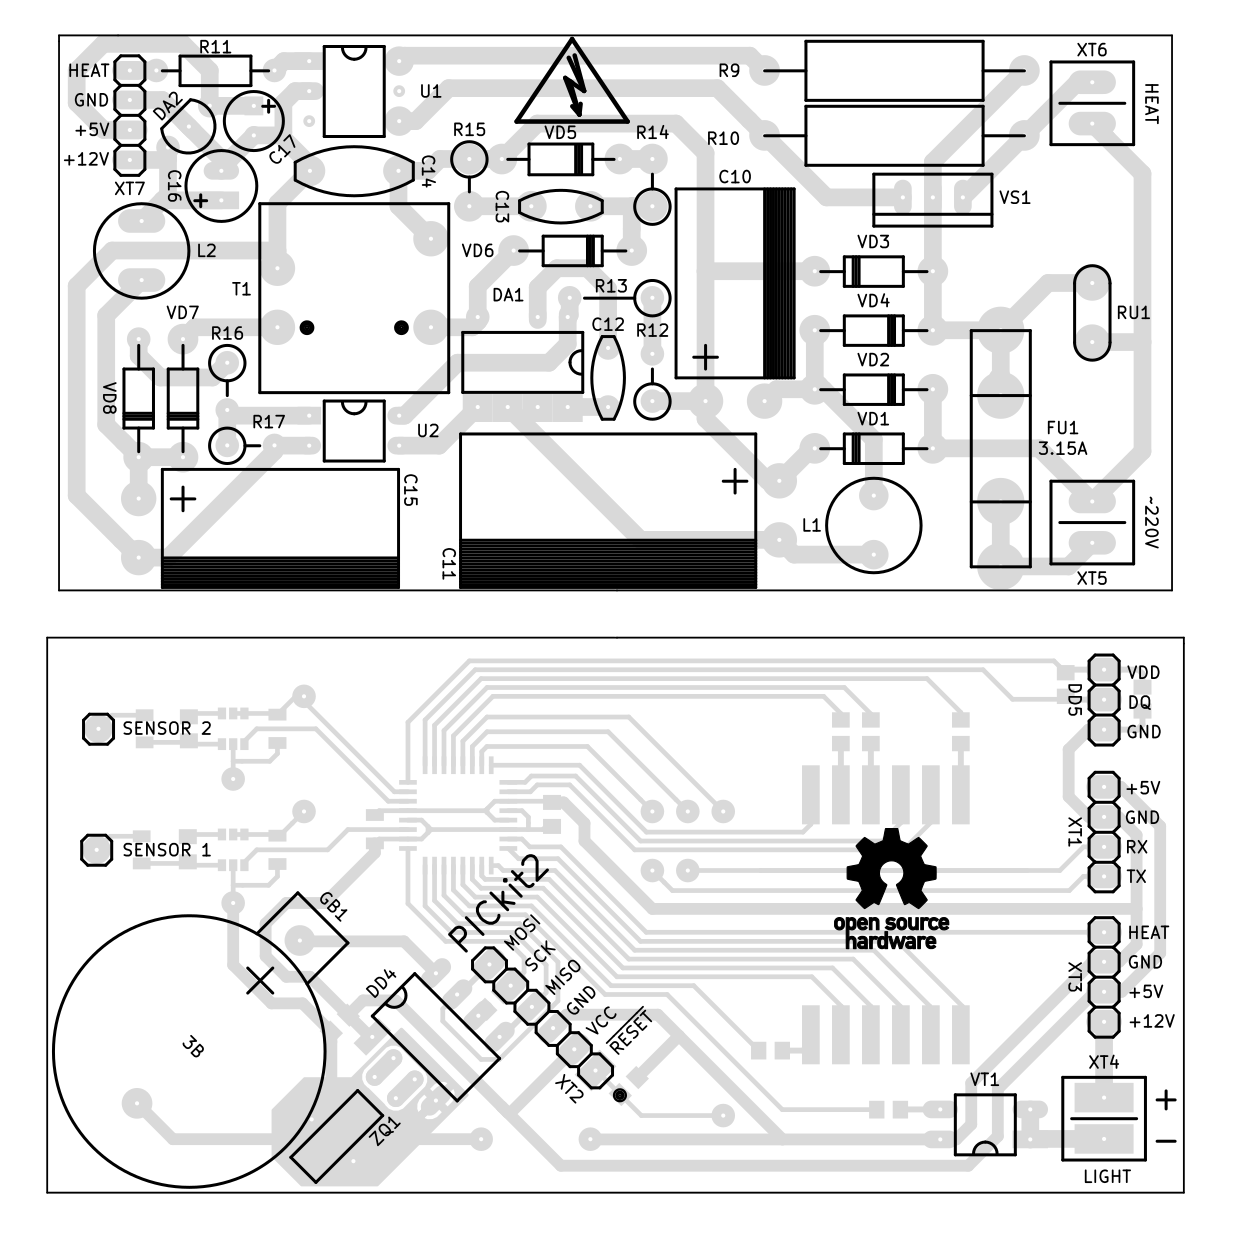 R11
XT6
HEAT
R9
U1
DA2
HEAT
GND
R15
VD5
R14
+5V
R10
C17
+12V
C14
C10
XT7
C16
VS1
C13
VD3
L2
VD6
T1
R13
DA1
VD4
VD7
RU1
R16
C12
R12
VD2
VD8
R17
VD1
FU1
U2
3.15A
C15
L1
~220V
C11
XT5
VDD
DD5
DQ
SENSOR 2
GND
+5V
GND
XT1
SENSOR 1
RX
TX
PICkit2
GB1
open source
hardware
MOSI
HEAT
SCK
GND
DD4
MISO
XT3
+5V
GND
+12V
VCC
RESET
3В
XT4
XT2
VT1
+
ZQ1
−
LIGHT